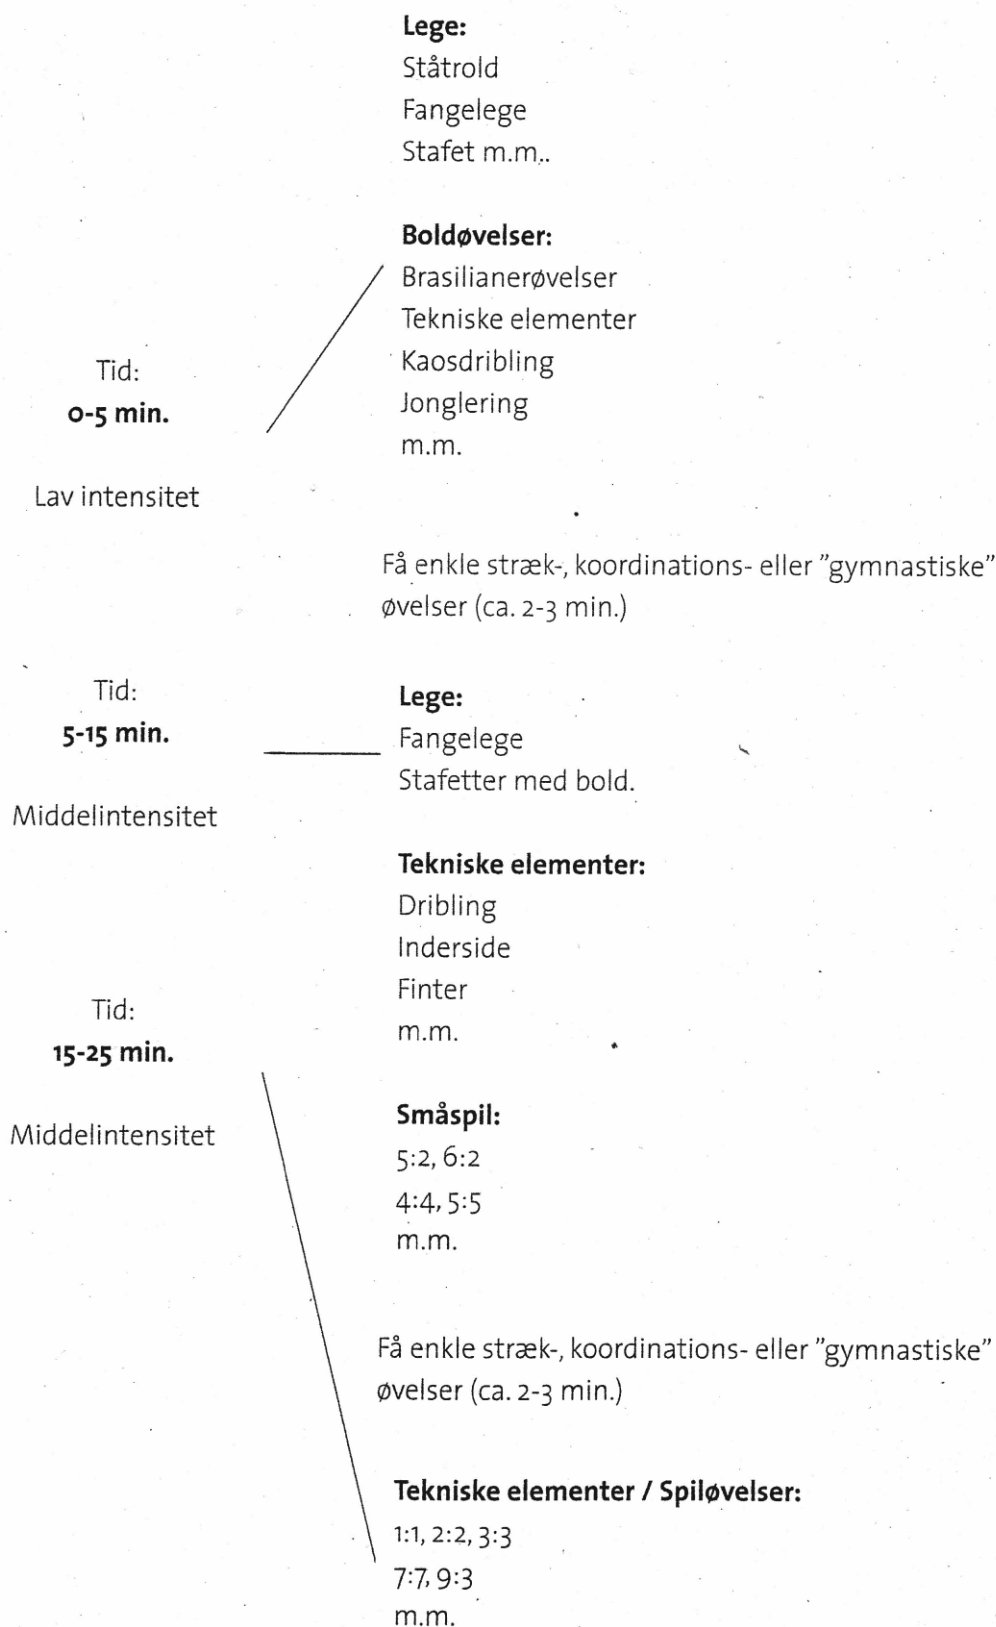 Lege:
Ståtrold
Fangelege
Stafet m.m..
Boldøvelser:
Brasilianerøvelser
Tekniske elementer
Kaosdribling
Jonglering
m.m.
Tid:
0-5 min.
Lav intensitet
Få enkle stræk-, koordinations- eller ”gymnastiske”
øvelser (ca. 2-3 min.)
Tid:
5-15 min.
Middelintensitet
Lege:
Fangelege
Stafetter med bold.
Tekniske elementer:
Dribling
Inderside
Finter
m.m.
Småspil:
5:2, 6:2
4:4, 5:5
m.m.
Tid:
15-25 min.
Middelintensitet
Få enkle stræk-, koordinations- eller ”gymnastiske”
øvelser (ca. 2-3 min.)
Tekniske elementer / Spiløvelser:
1:1, 2:2, 3:3
7:7, 9:3
m.m.